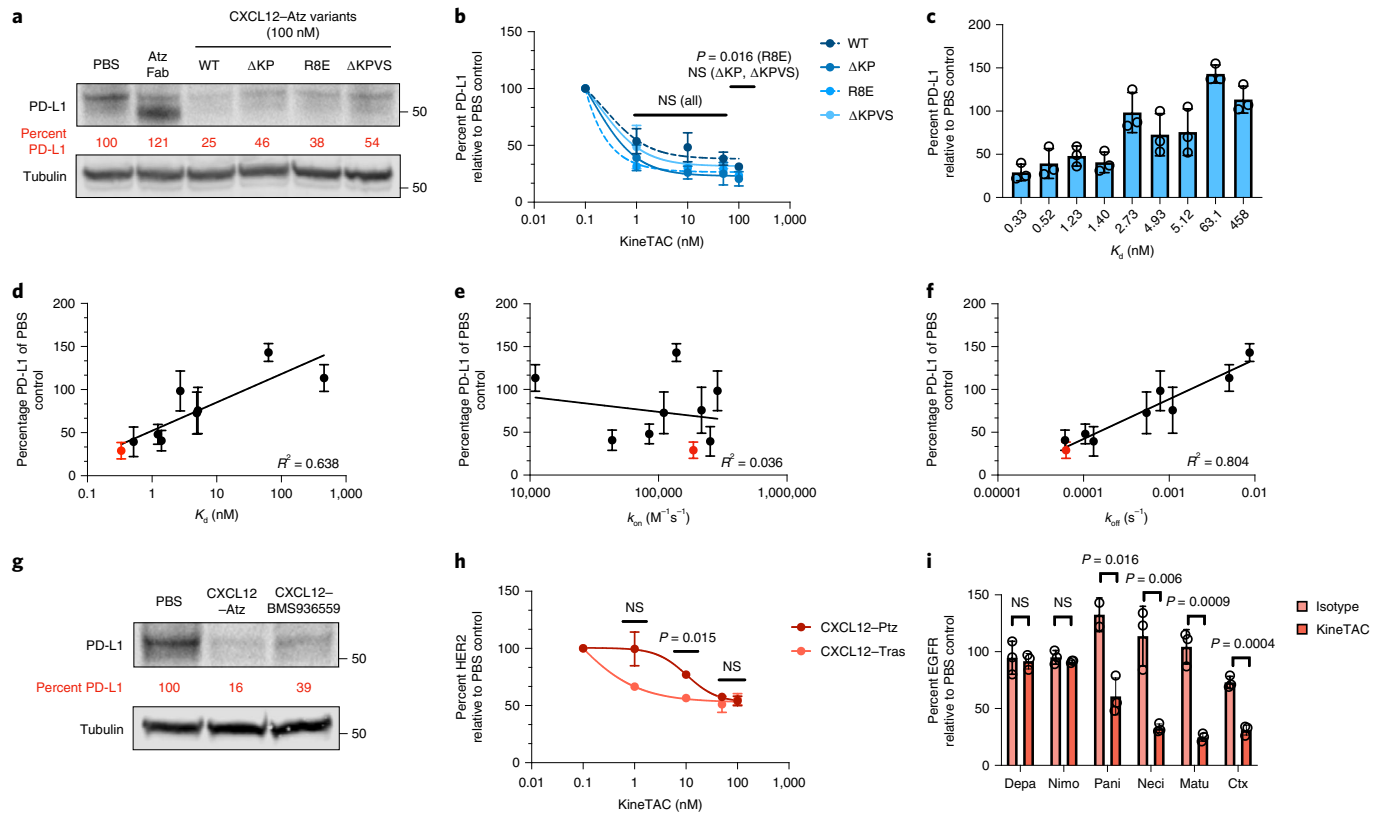 a
CXCL12–Atz variants
(100 nM)
PBS
Atz
Fab
WT
ΔKP
R8E
ΔKPVS
PD-L1
50
Percent
PD-L1
100
121
25
46
38
54
Tubulin
50
b
Percent PD-L1
relative to PBS control
150
100
50
0
0.01
0.1
1
10
100
1,000
KineTAC (nM)
NS (all)
P = 0.016 (R8E)
NS (ΔKP, ΔKPVS)
WT
ΔKP
R8E
ΔKPVS
c
Percent PD-L1
relative to PBS control
200
150
100
50
0
0.33
0.52
1.23
1.40
2.73
4.93
5.12
63.1
458
Kd (nM)
d
Percentage PD-L1 of PBS
control
200
150
100
50
0
0.1
1
10
100
1,000
Kd (nM)
R2 = 0.638
e
Percentage PD-L1 of PBS
control
200
150
100
50
0
10,000
100,000
1,000,000
kon (M–1s–1)
R2 = 0.036
f
Percentage PD-L1 of PBS
control
200
150
100
50
0
0.00001
0.0001
0.001
0.01
koff (s–1)
R2 = 0.804
g
PBS
CXCL12
–Atz
CXCL12–
BMS936559
PD-L1
50
Percent PD-L1
100
16
39
Tubulin
50
h
Percent HER2
relative to PBS control
150
100
50
0
0.01
0.1
1
10
100
1,000
KineTAC (nM)
NS
P = 0.015
NS
CXCL12–Ptz
CXCL12–Tras
i
Percent EGFR
relative to PBS control
150
100
50
0
NS
NS
P = 0.016
P = 0.006
P = 0.0009
P = 0.0004
Depa
Nimo
Pani
Neci
Matu
Ctx
Isotype
KineTAC